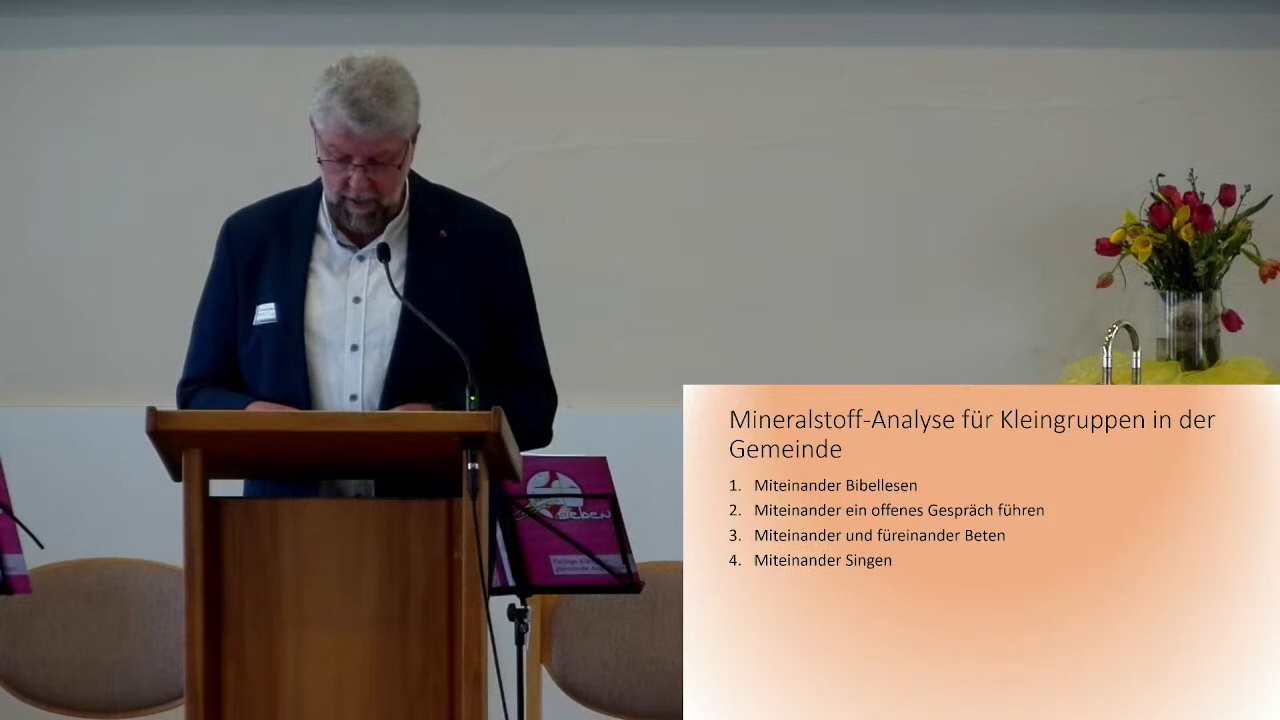 Mineralstoff-Analyse für Kleingruppen in der
Gemeinde
1. Miteinander Bibellesen
2. Miteinander ein offenes Gespräch führen
3. Miteinander und füreinander Beten
4. Miteinander Singen
sieben